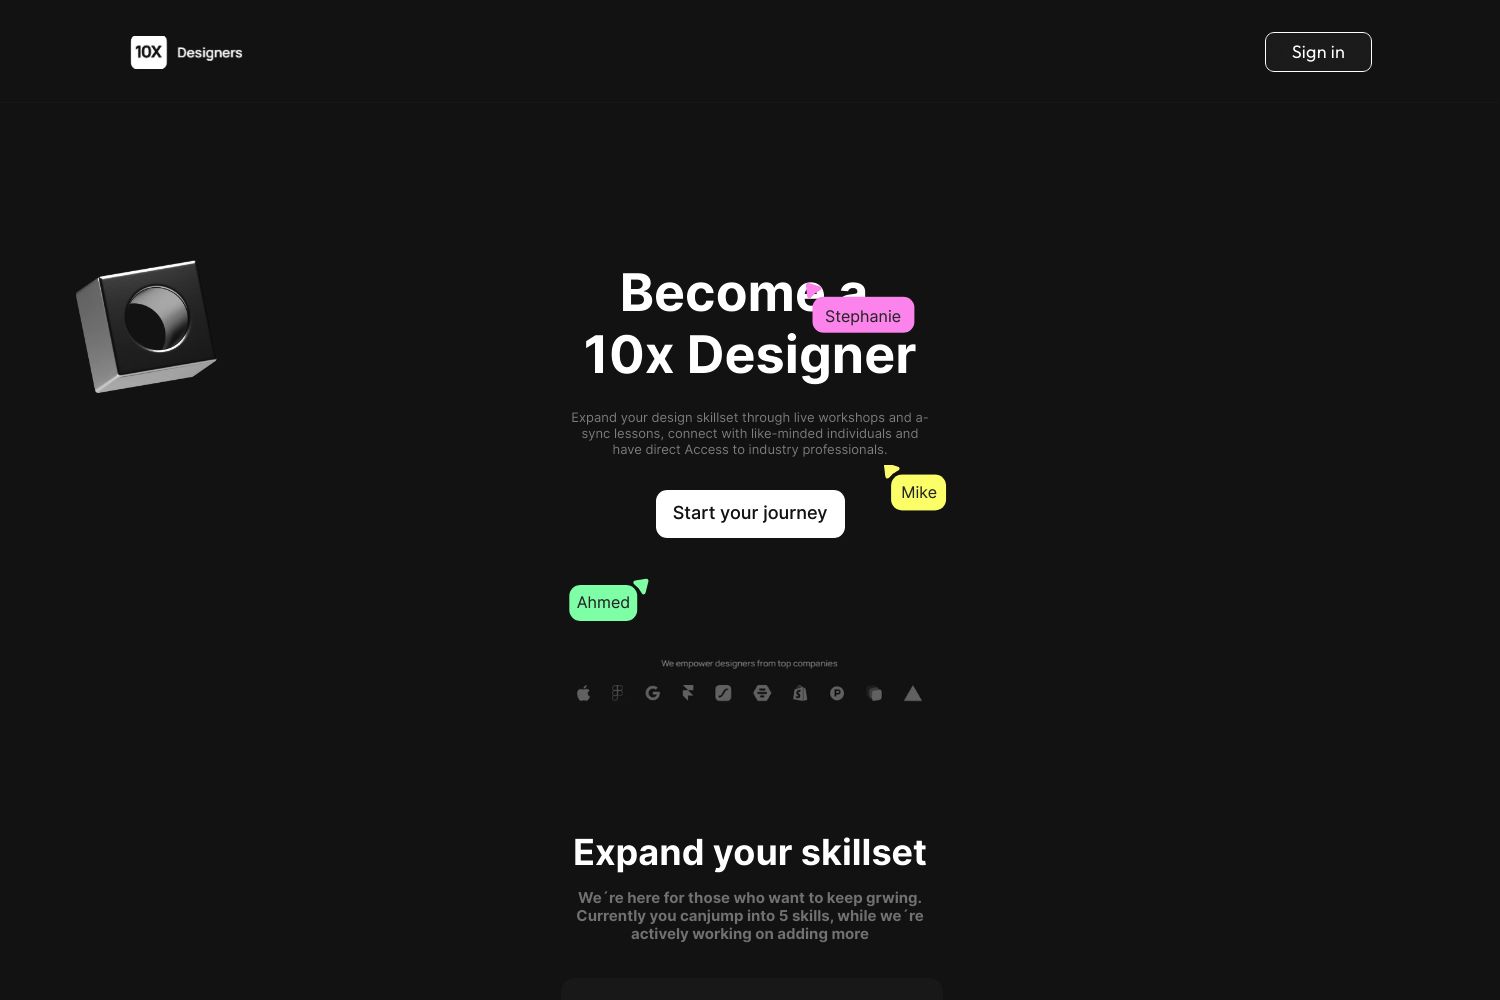 10X Designers
Sign in
Become a
Stephanie
10x Designer
Expand your design skillset through live workshops and a-
sync lessons, connect with like-minded individuals and
have direct Access to industry professionals.
Mike
Start your journey
Ahmed
We empower designers from top companies
Expand your skillset
We´re here for those who want to keep grwing.
Currently you canjump into 5 skills, while we´re
actively working on adding more